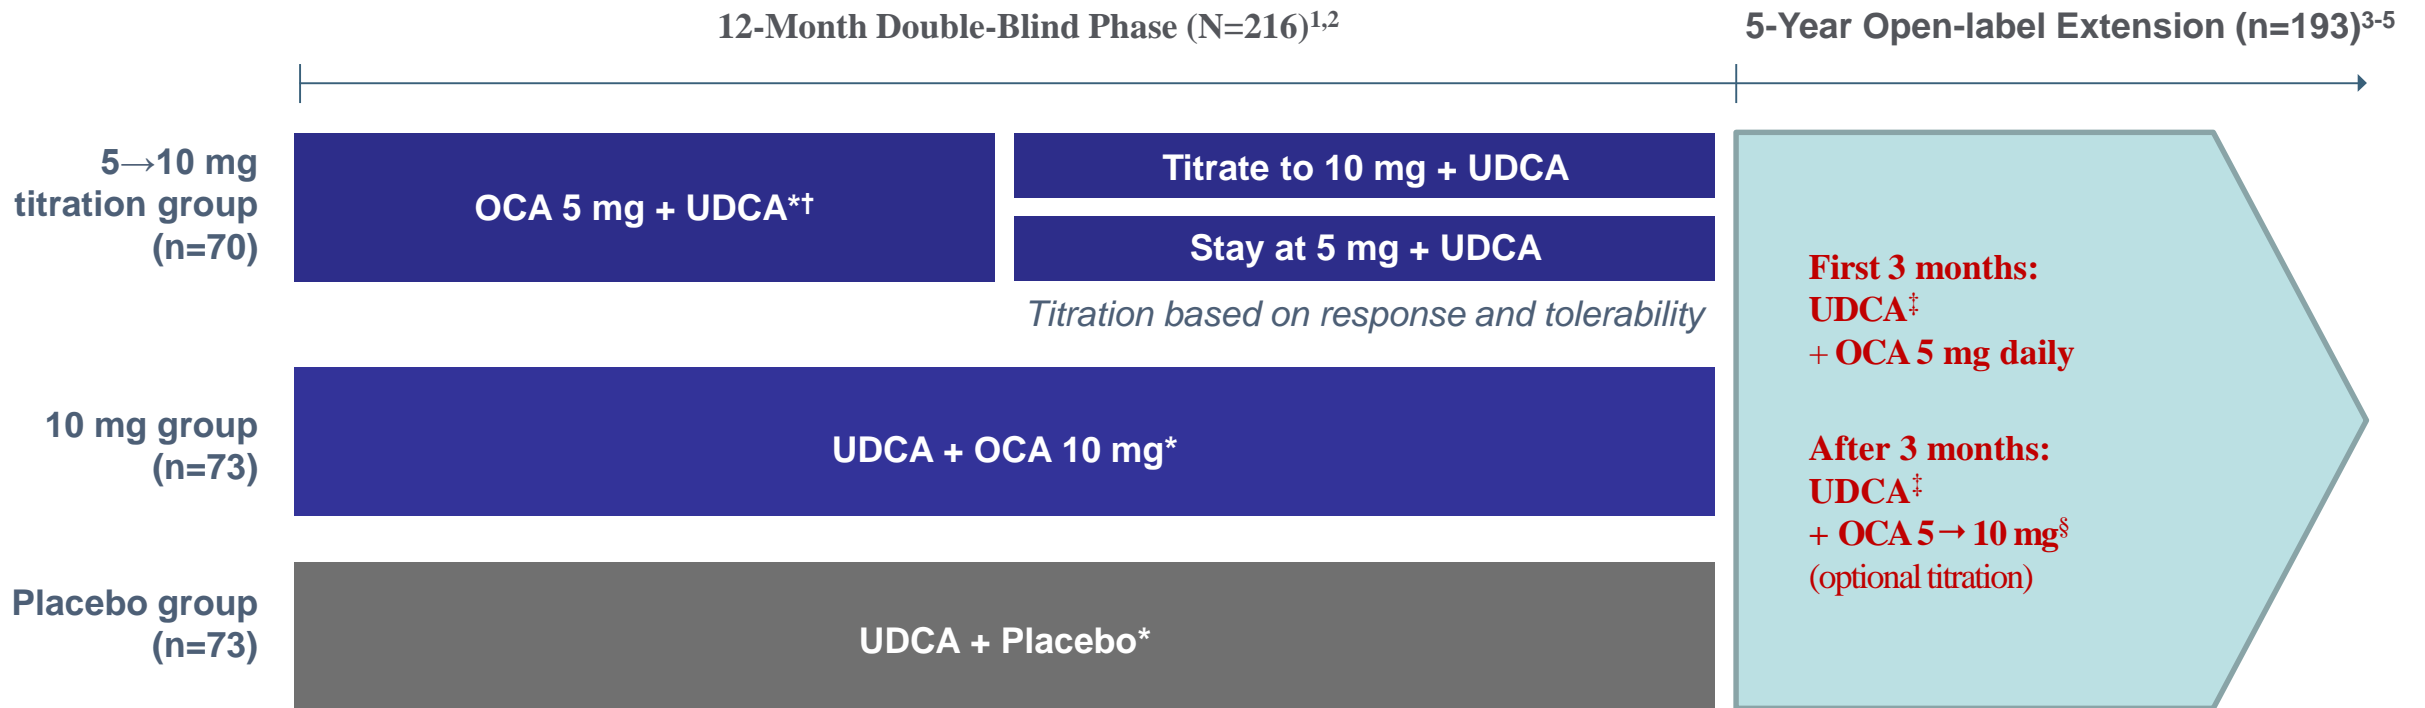 12-Month Double-Blind Phase (N=216)1,2
5-Year Open-label Extension (n=193)3-5
5→10 mg
titration group
(n=70)
OCA 5 mg + UDCA*†
Titrate to 10 mg + UDCA
Stay at 5 mg + UDCA
Titration based on response and tolerability
10 mg group
(n=73)
UDCA + OCA 10 mg*
Placebo group
(n=73)
UDCA + Placebo*
First 3 months:
UDCA‡
+ OCA 5 mg daily
After 3 months:
UDCA‡
+ OCA 5→ 10 mg§
(optional titration)